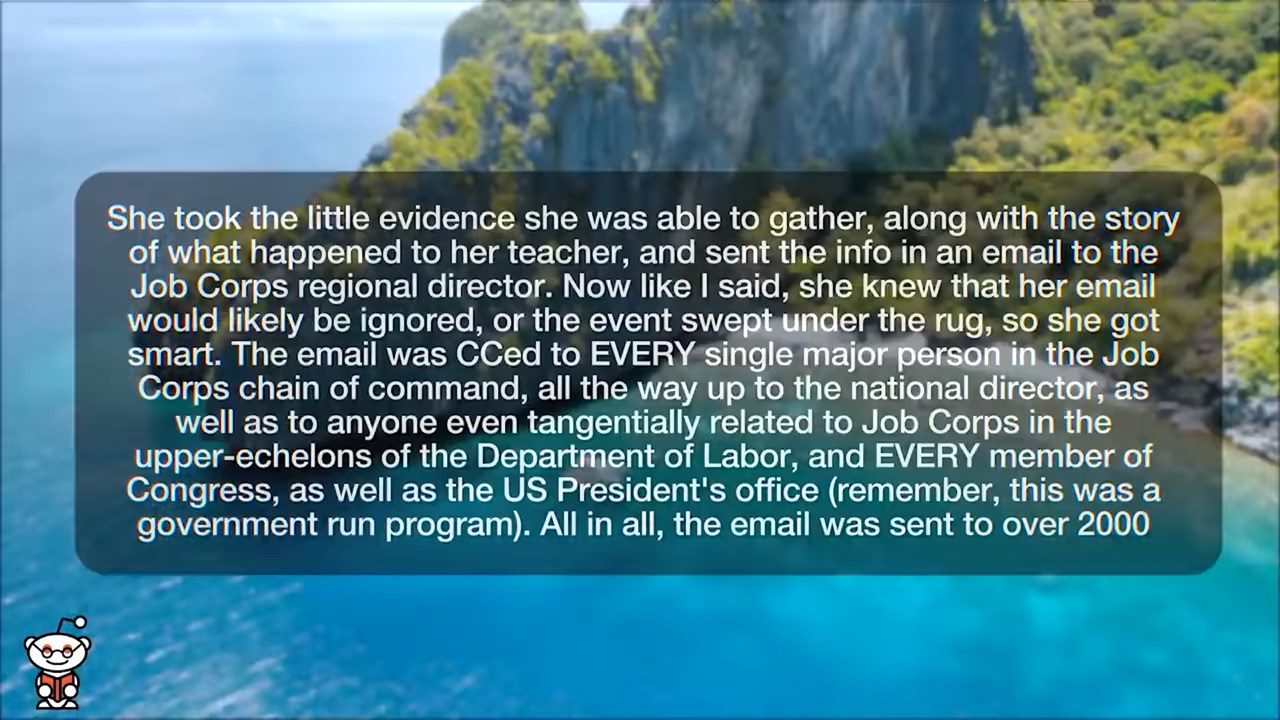 She took the little evidence she was able to gather, along with the story
of what happened to her teacher, and sent the info in an email to the
Job Corps regional director. Now like I said, she knew that her email
would likely be ignored, or the event swept under the rug, so she got
smart. The email was CCed to EVERY single major person in the Job
Corps chain of command, all the way up to the national director, as
well as to anyone even tangentially related to Job Corps in the
upper-echelons of the Department of Labor, and EVERY member of
Congress, as well as the US President's office (remember, this was a
government run program). All in all, the email was sent to over 2000